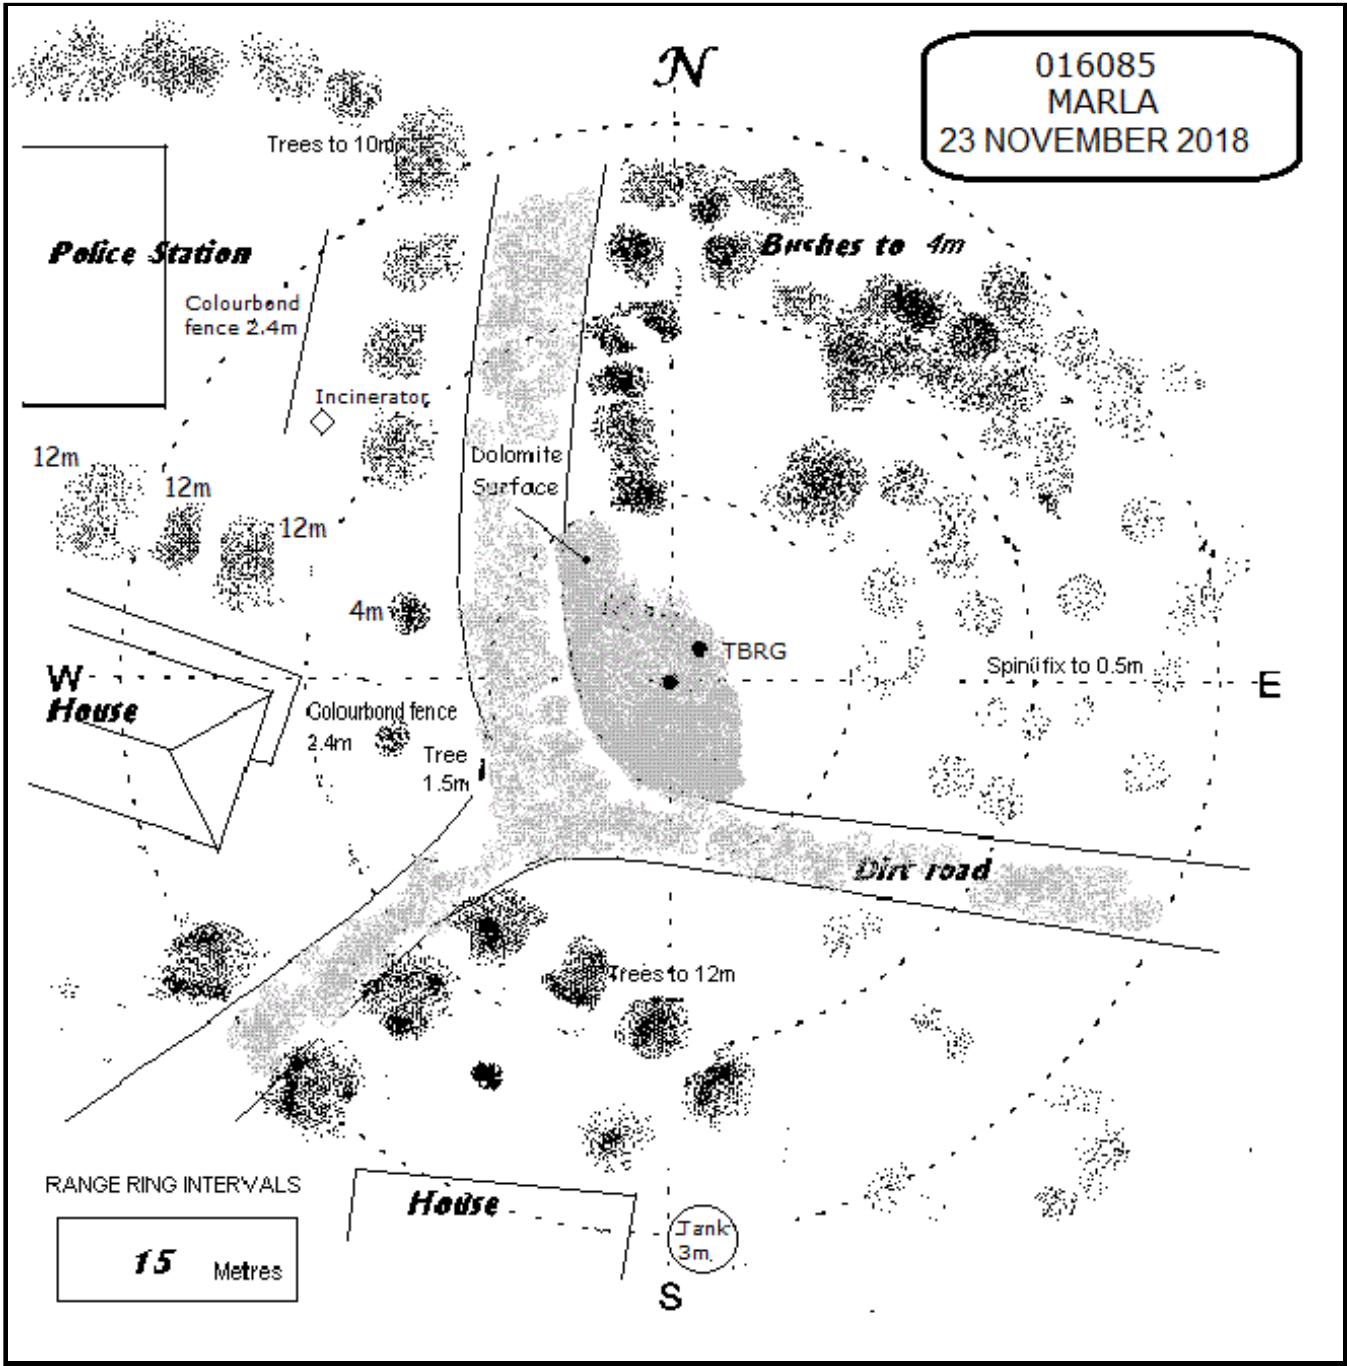 N
016085
MARLA
23 NOVEMBER 2018
Trees to 10m
Police Station
Bushes to 4m
Colourbond
fence 2.4m
Incinerator
12m
12m
12m
Dolomite
Surface
4m
TBRG
W
House
Spinifix to 0.5m
E
Colourbond fence
2.4m
Tree
1.5m
Dirt road
Trees to 12m
RANGE RING INTERVALS
15 Metres
House
Tank
3m.
S